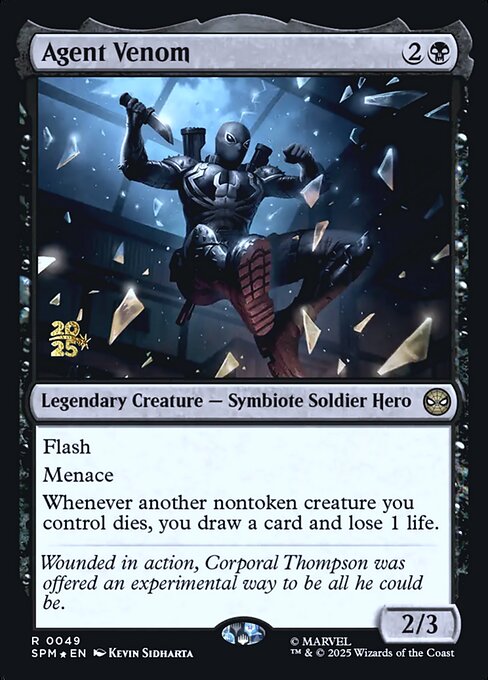 Agent Venom 2
20
25
Legendary Creature — Symbiote Soldier Hero
Flash
Menace
Whenever another nontoken creature you
control dies, you draw a card and lose 1 life.
Wounded in action, Corporal Thompson was
offered an experimental way to be all he could
be.
2/3
R 0049
SPM★EN Kevin Sidharta
© MARVEL
™ & © 2025 Wizards of the Coast